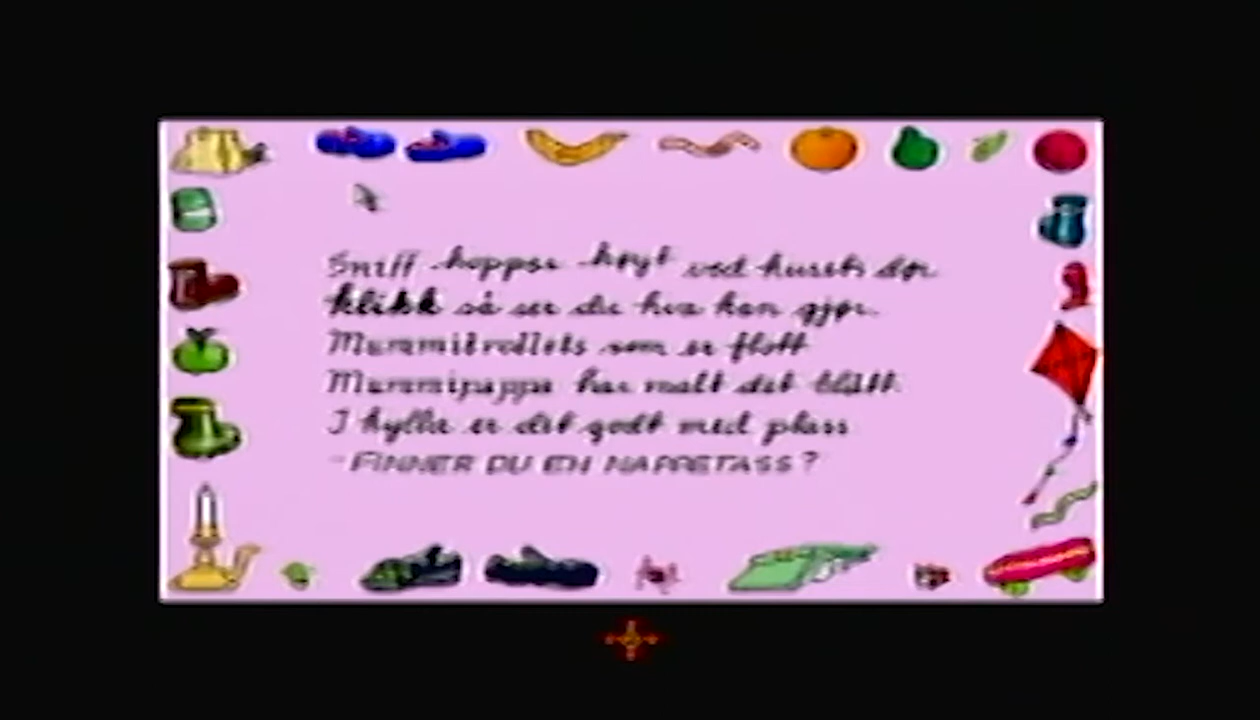 Sniff hopper høyt ved husets dør
klikk så ser du hva han gjør.
Mummitrollets som er flott
Mummipappa har malt det blått.
I hylla er det godt med plass
- FINNER DU EN NAPPETASS?